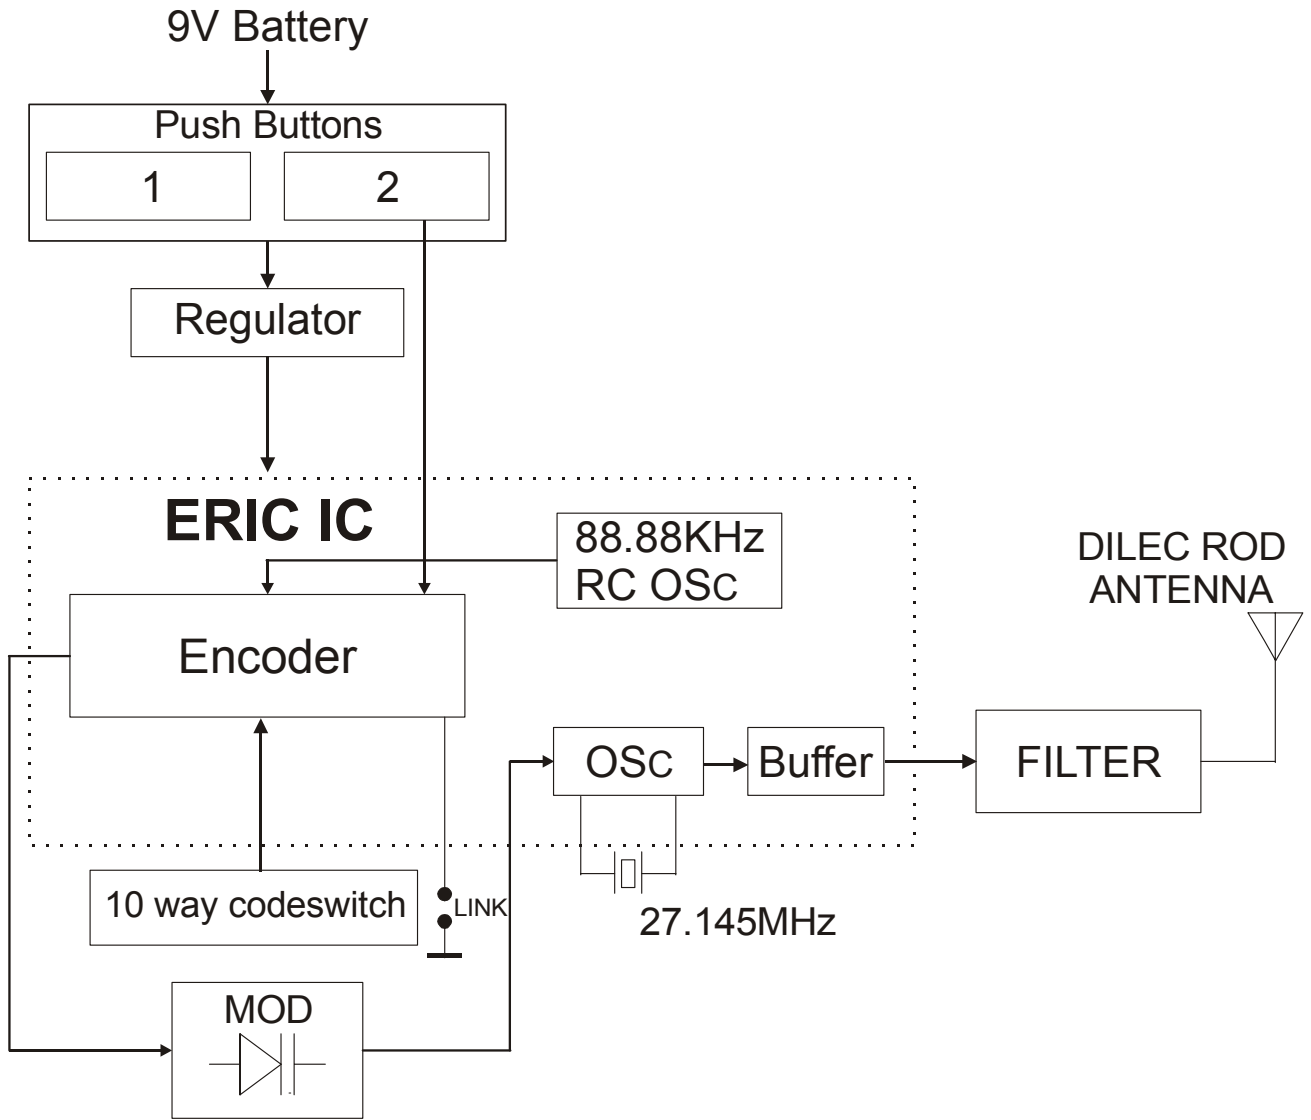 9V Battery
Push Buttons
1
2
Regulator
ERIC IC
88.88KHz
RC OSC
DILEC ROD
ANTENNA
Encoder
OSC
Buffer
FILTER
10 way codeswitch
LINK
27.145MHz
MOD